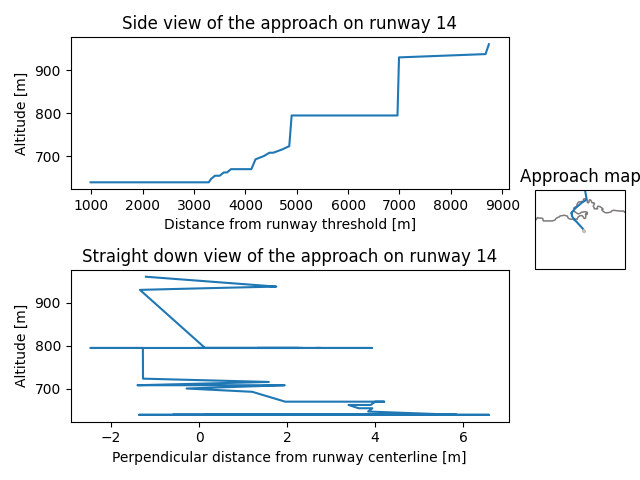 Side view of the approach on runway 14
900
800
700
Altitude [m]
1000 2000 3000 4000 5000 6000 7000 8000 9000
Distance from runway threshold [m]
Approach map
Straight down view of the approach on runway 14
900
800
700
Altitude [m]
−2 0 2 4 6
Perpendicular distance from runway centerline [m]